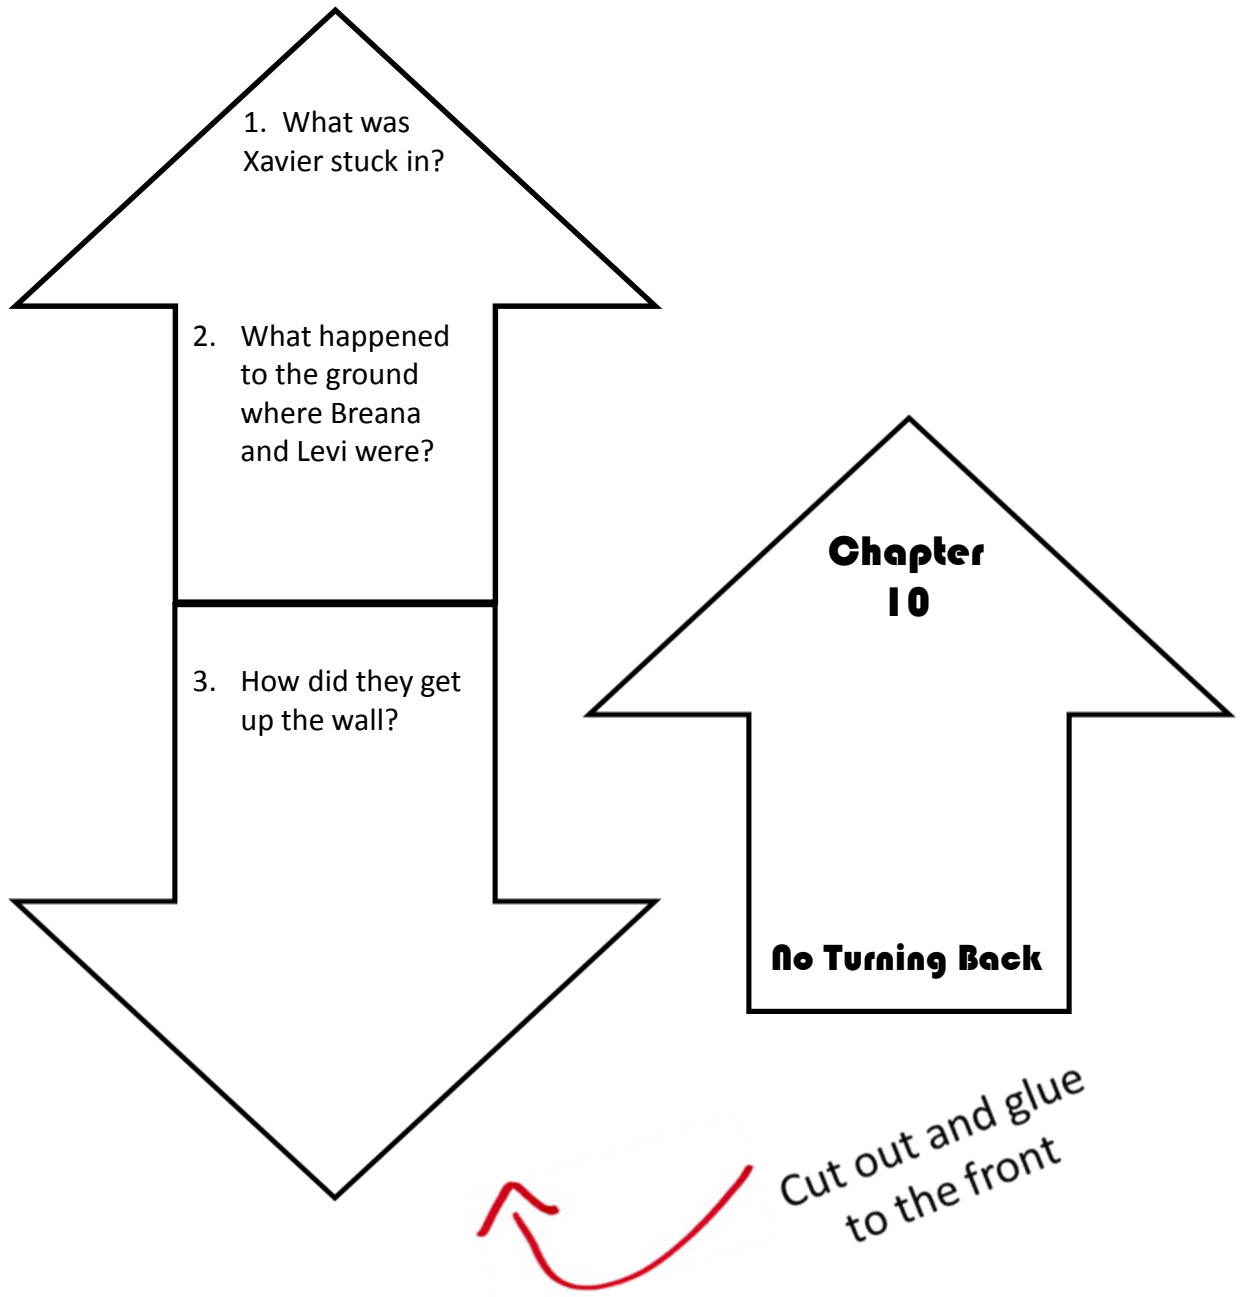 1. What was
Xavier stuck in?
2. What happened
to the ground
where Breana
and Levi were?
3. How did they get
up the wall?
Chapter
10
No Turning Back
Cut out and glue
to the front